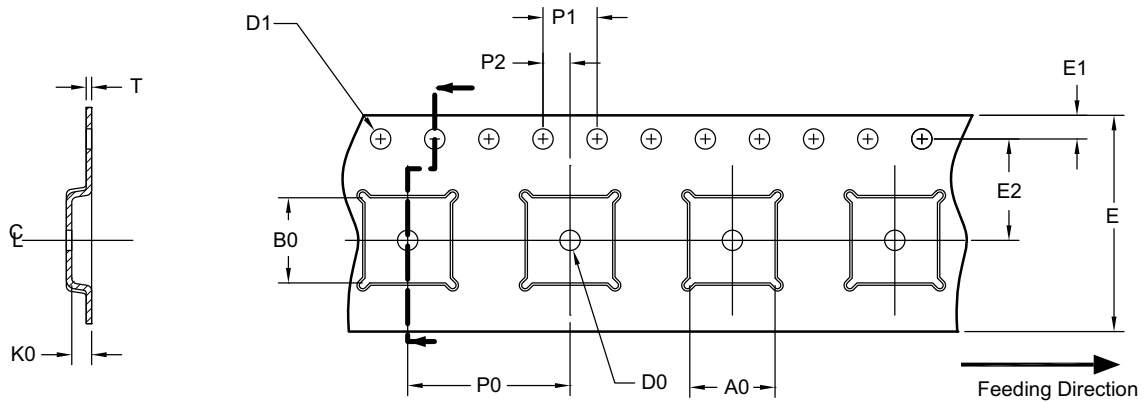 P1
D1
P2
T
E1
E2
E
B0
℄
K0
P0
D0
A0
Feeding Direction